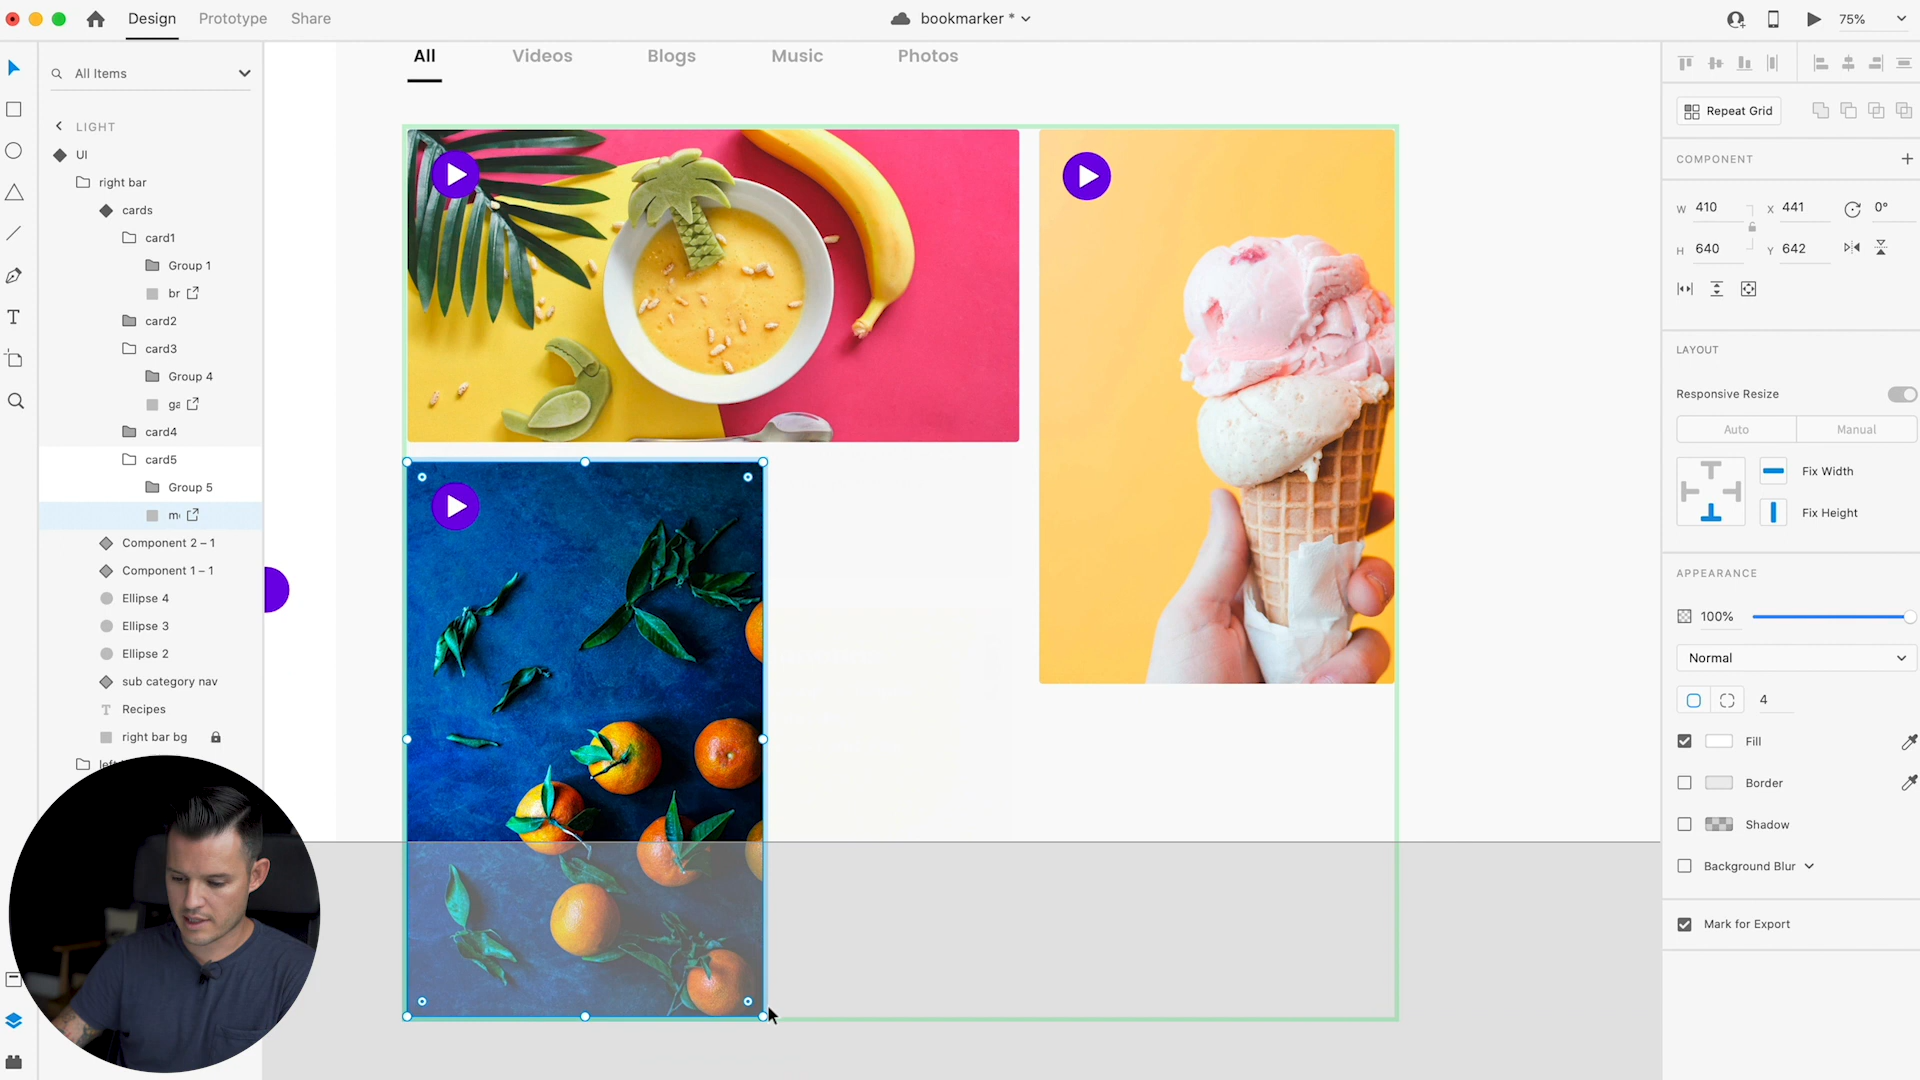 Design
Prototype
Share
bookmarker *
75%
All Items
All
Videos
Blogs
Music
Photos
LIGHT
UI
right bar
cards
card1
Group 1
br
card2
card3
Group 4
ga
card4
card5
Group 5
Component 2 – 1
Component 1 – 1
Ellipse 4
Ellipse 3
Ellipse 2
sub category nav
Recipes
right bar bg
Repeat Grid
COMPONENT
W 410
X 441
0°
H 640
Y 642
LAYOUT
Responsive Resize
Auto
Manual
Fix Width
Fix Height
APPEARANCE
100%
Normal
4
Fill
Border
Shadow
Background Blur
Mark for Export